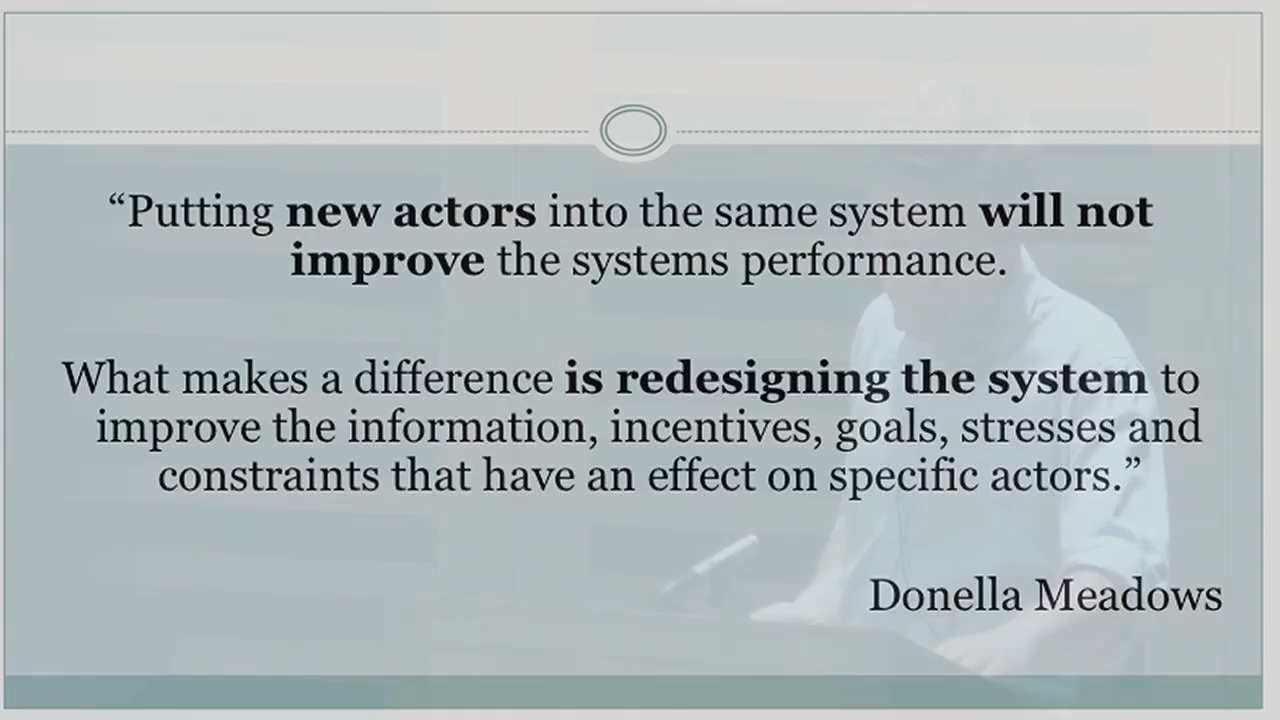 “Putting new actors into the same system will not
improve the systems performance.
What makes a difference is redesigning the system to
improve the information, incentives, goals, stresses and
constraints that have an effect on specific actors.”
Donella Meadows